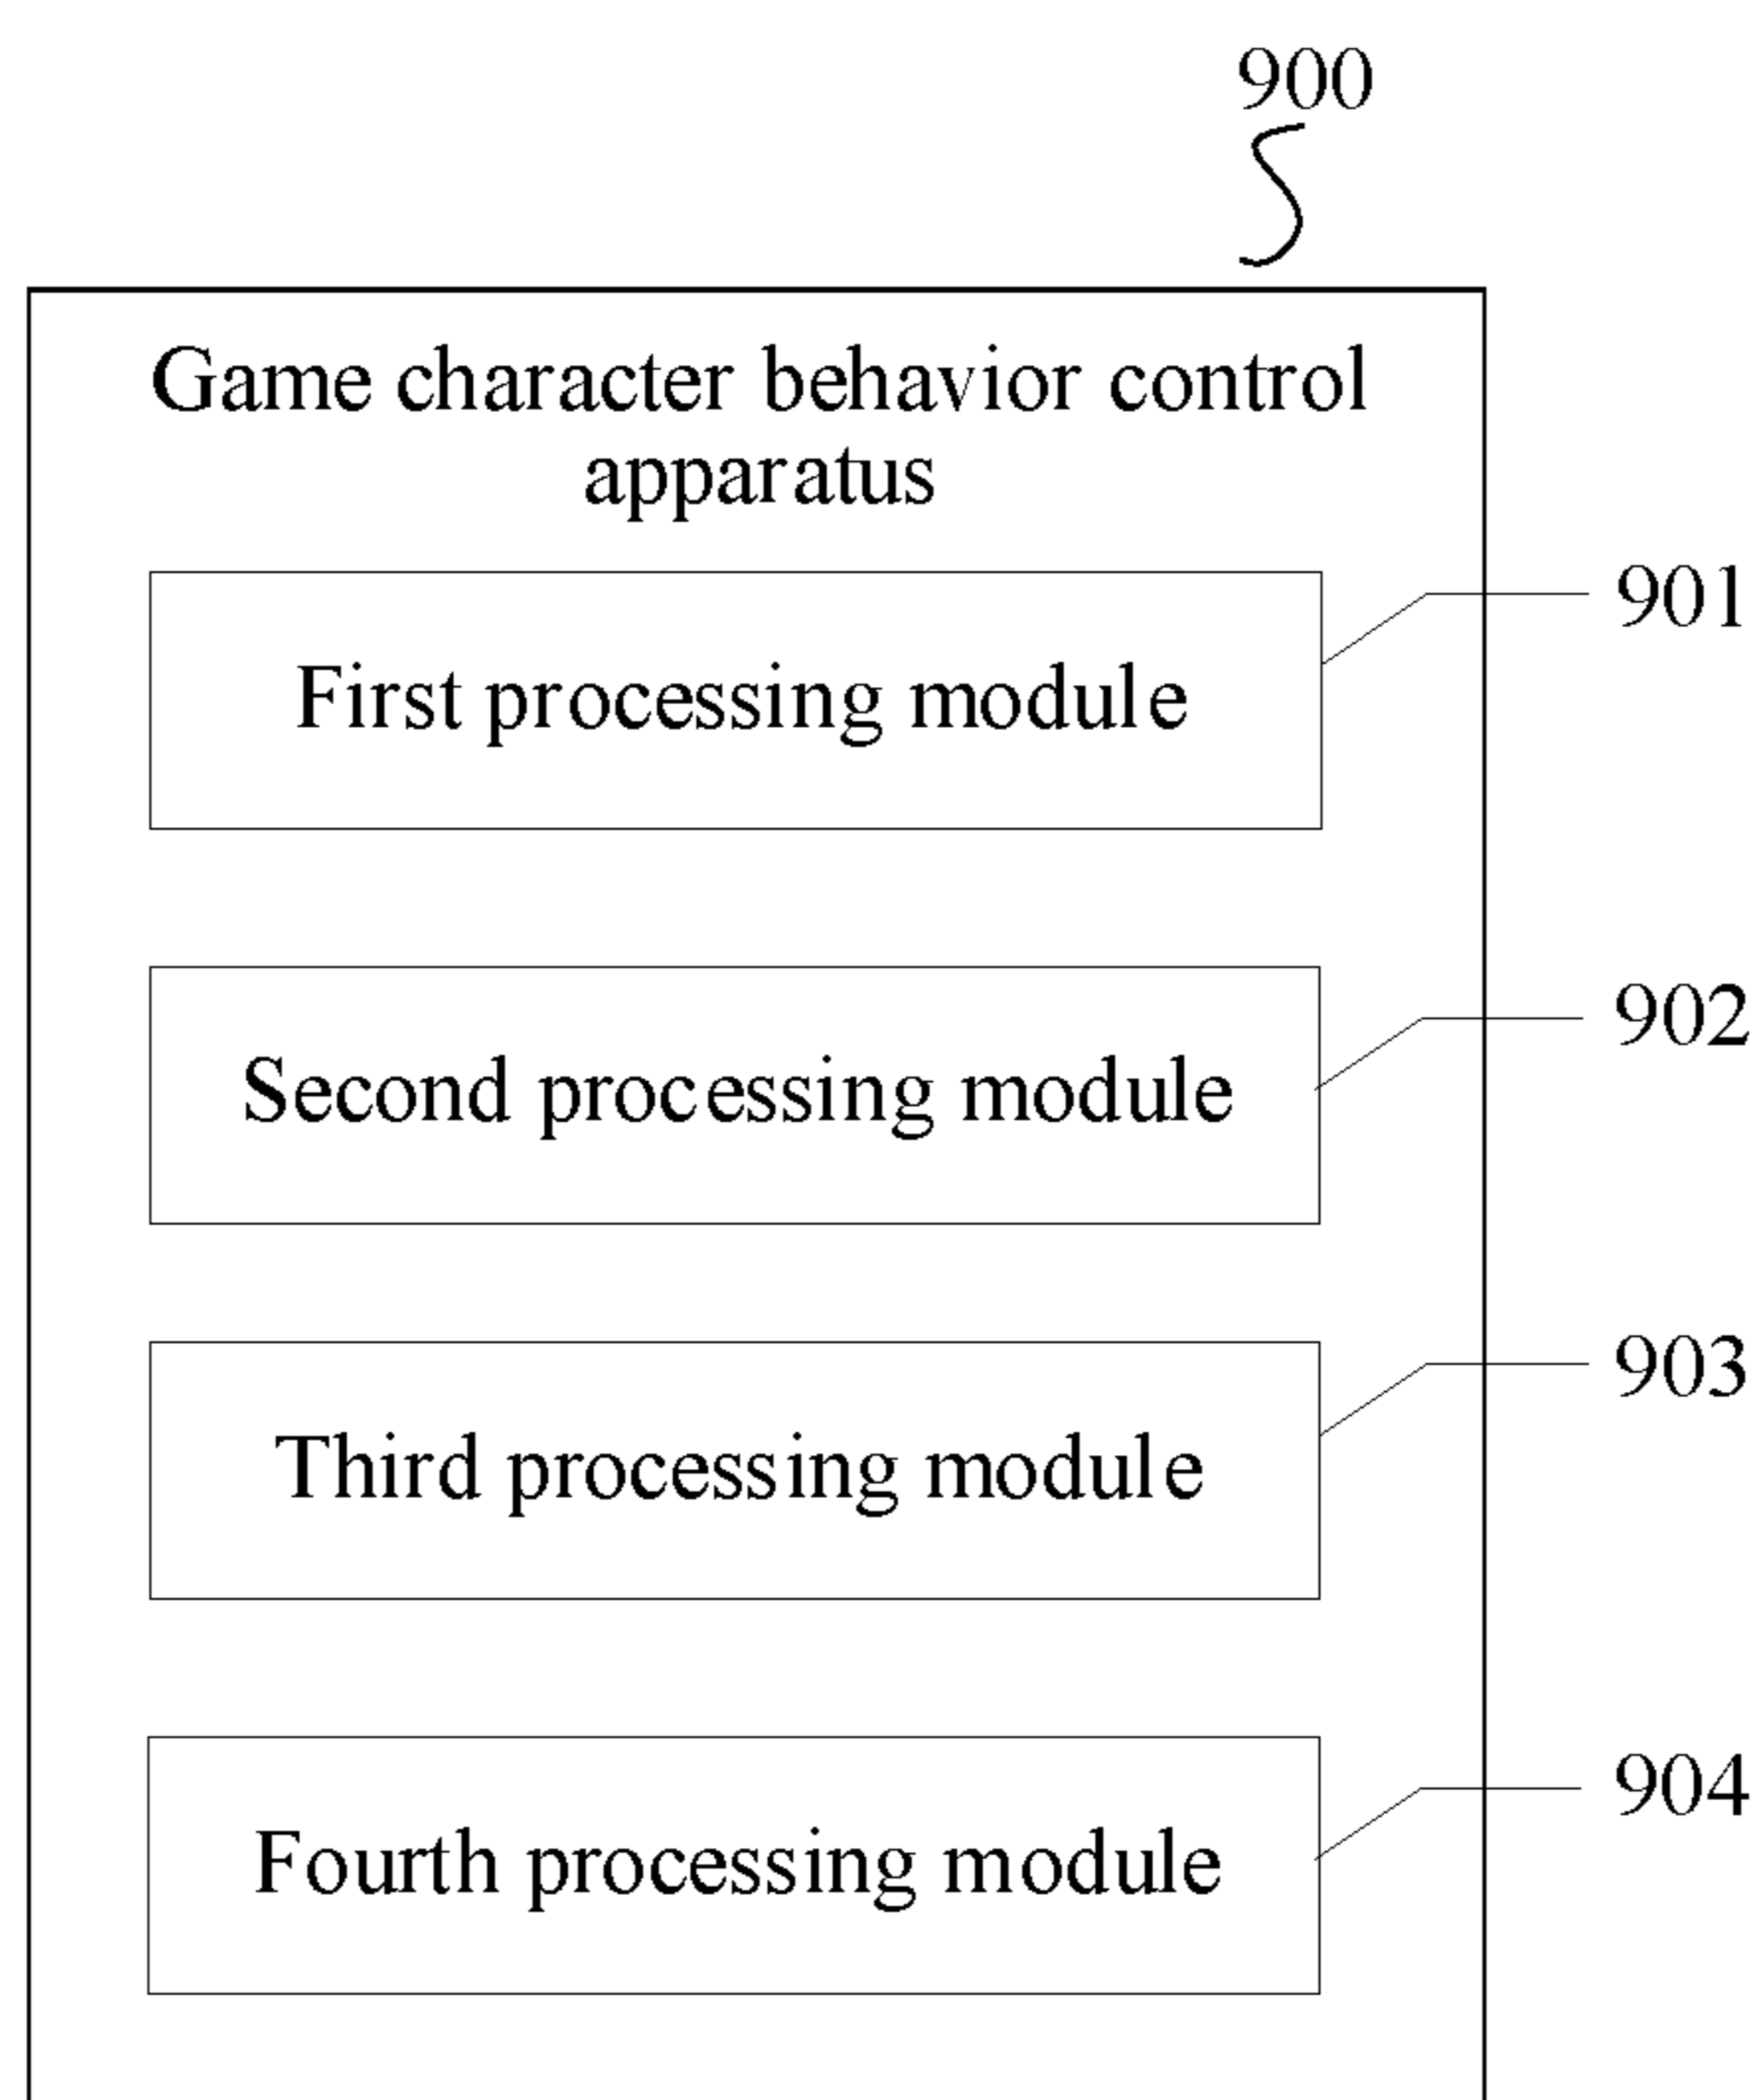 900
Game character behavior control
apparatus
First processing module
901
Second processing module
902
Third processing module
903
Fourth processing module
904